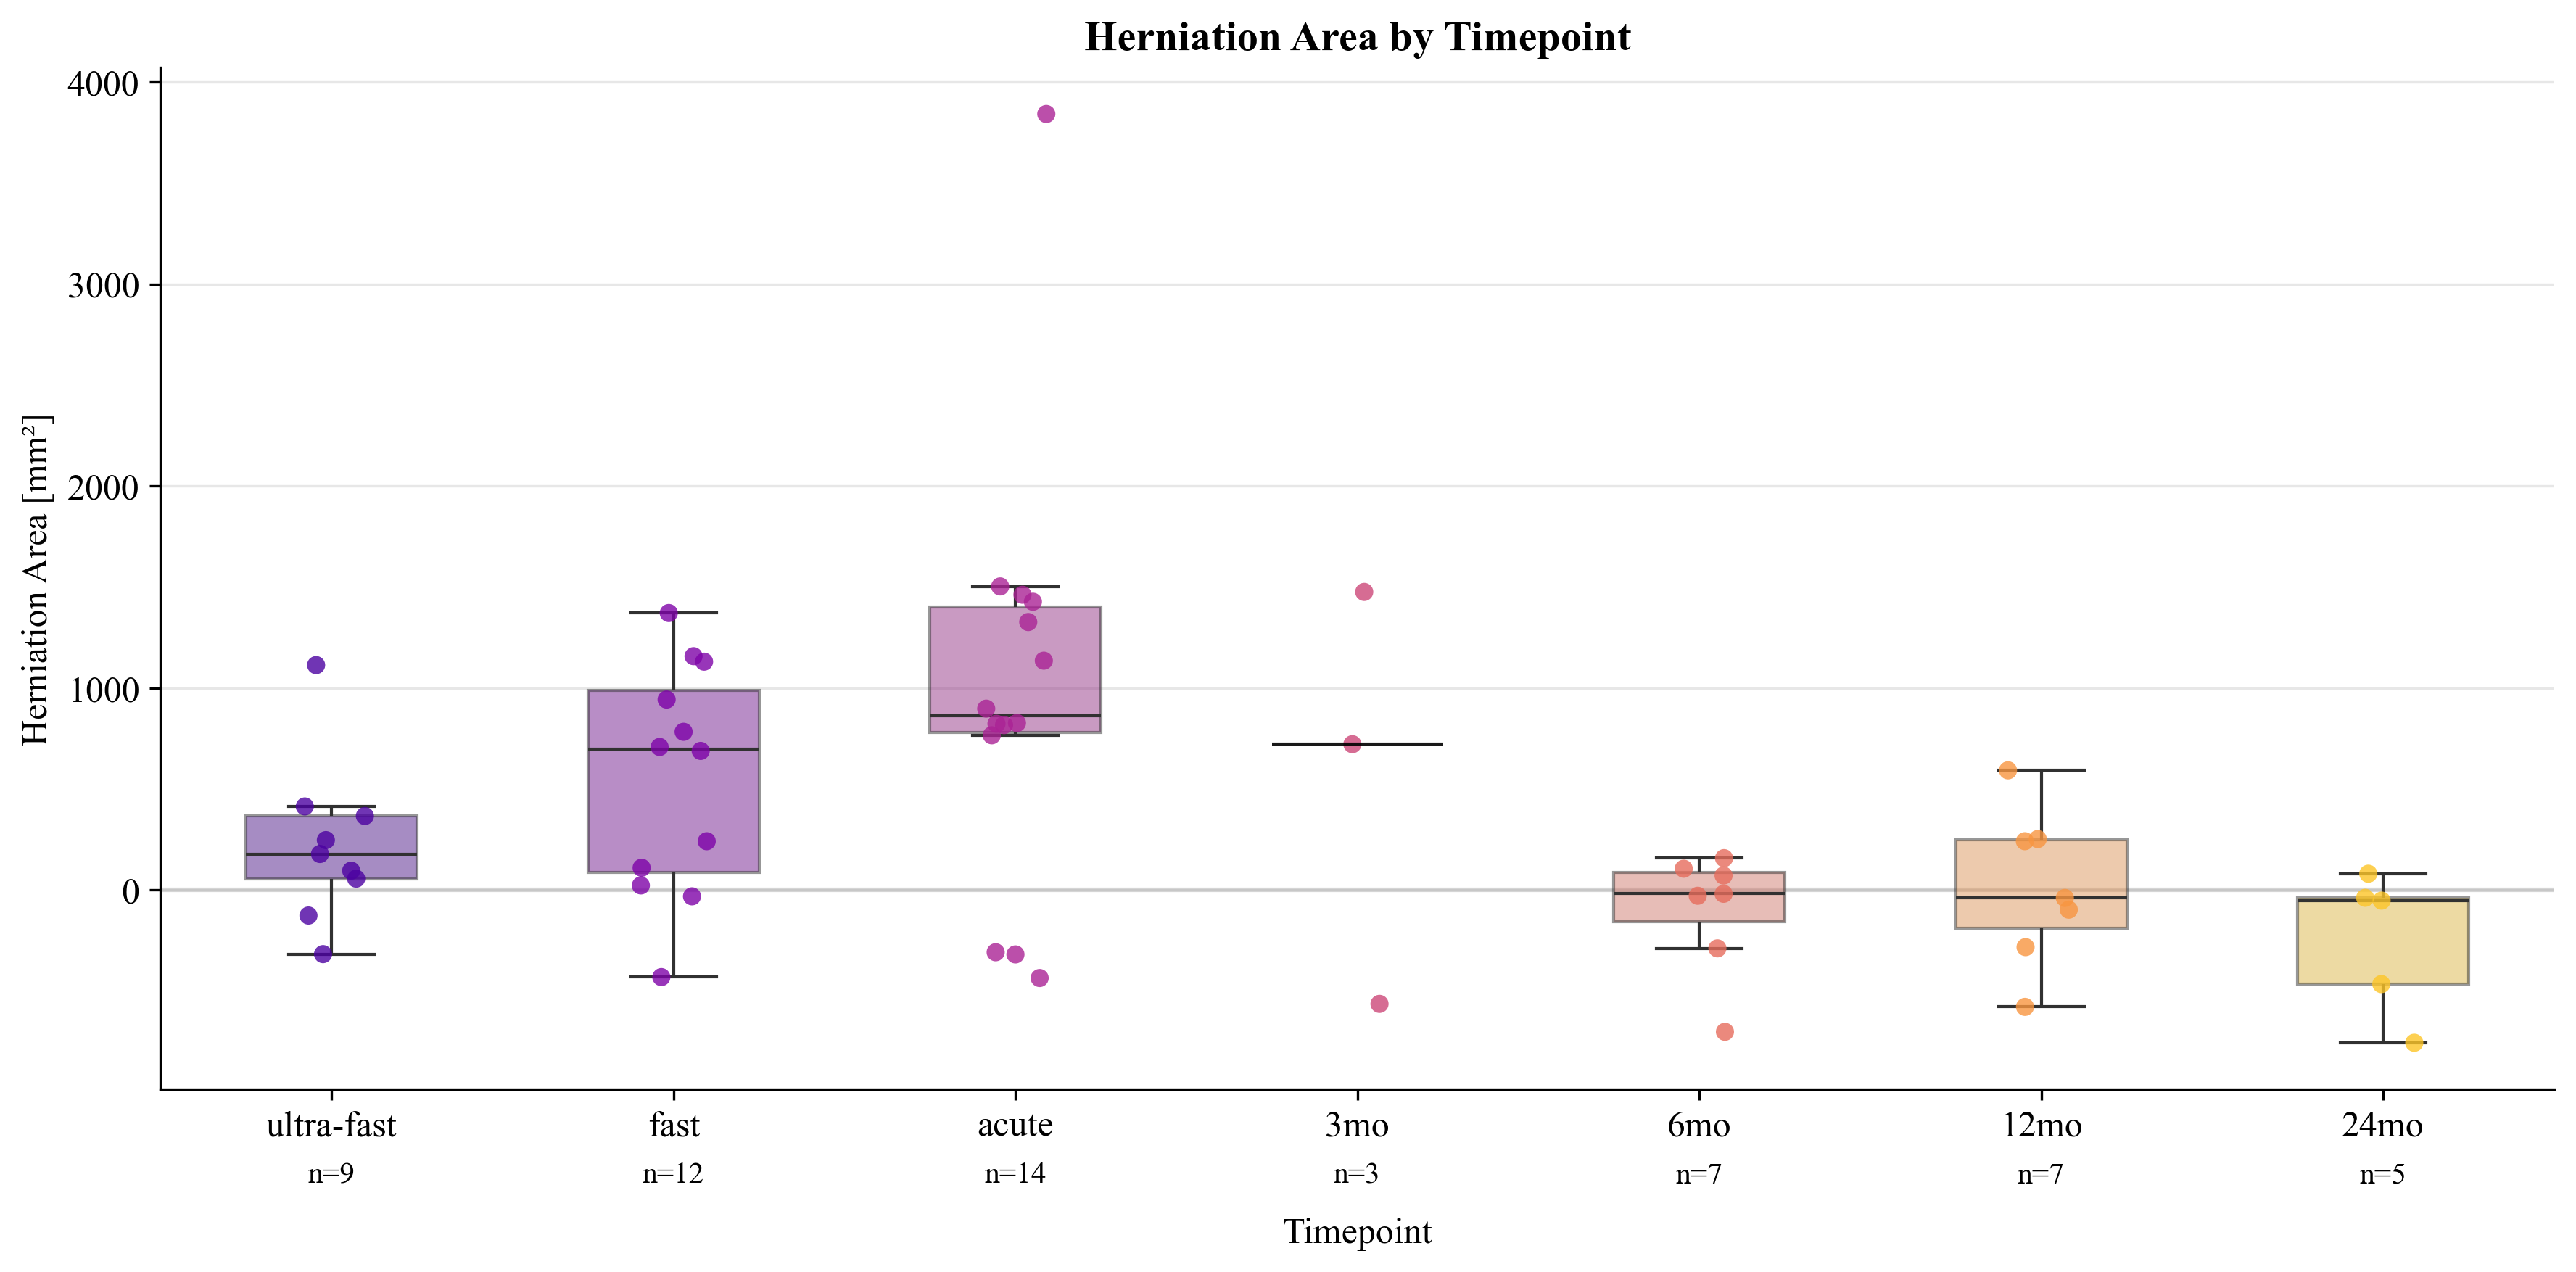 Herniation Area by Timepoint
Herniation Area [mm²]
4000
3000
2000
1000
0
ultra-fast fast acute 3mo 6mo 12mo 24mo
n=9 n=12 n=14 n=3 n=7 n=7 n=5
Timepoint